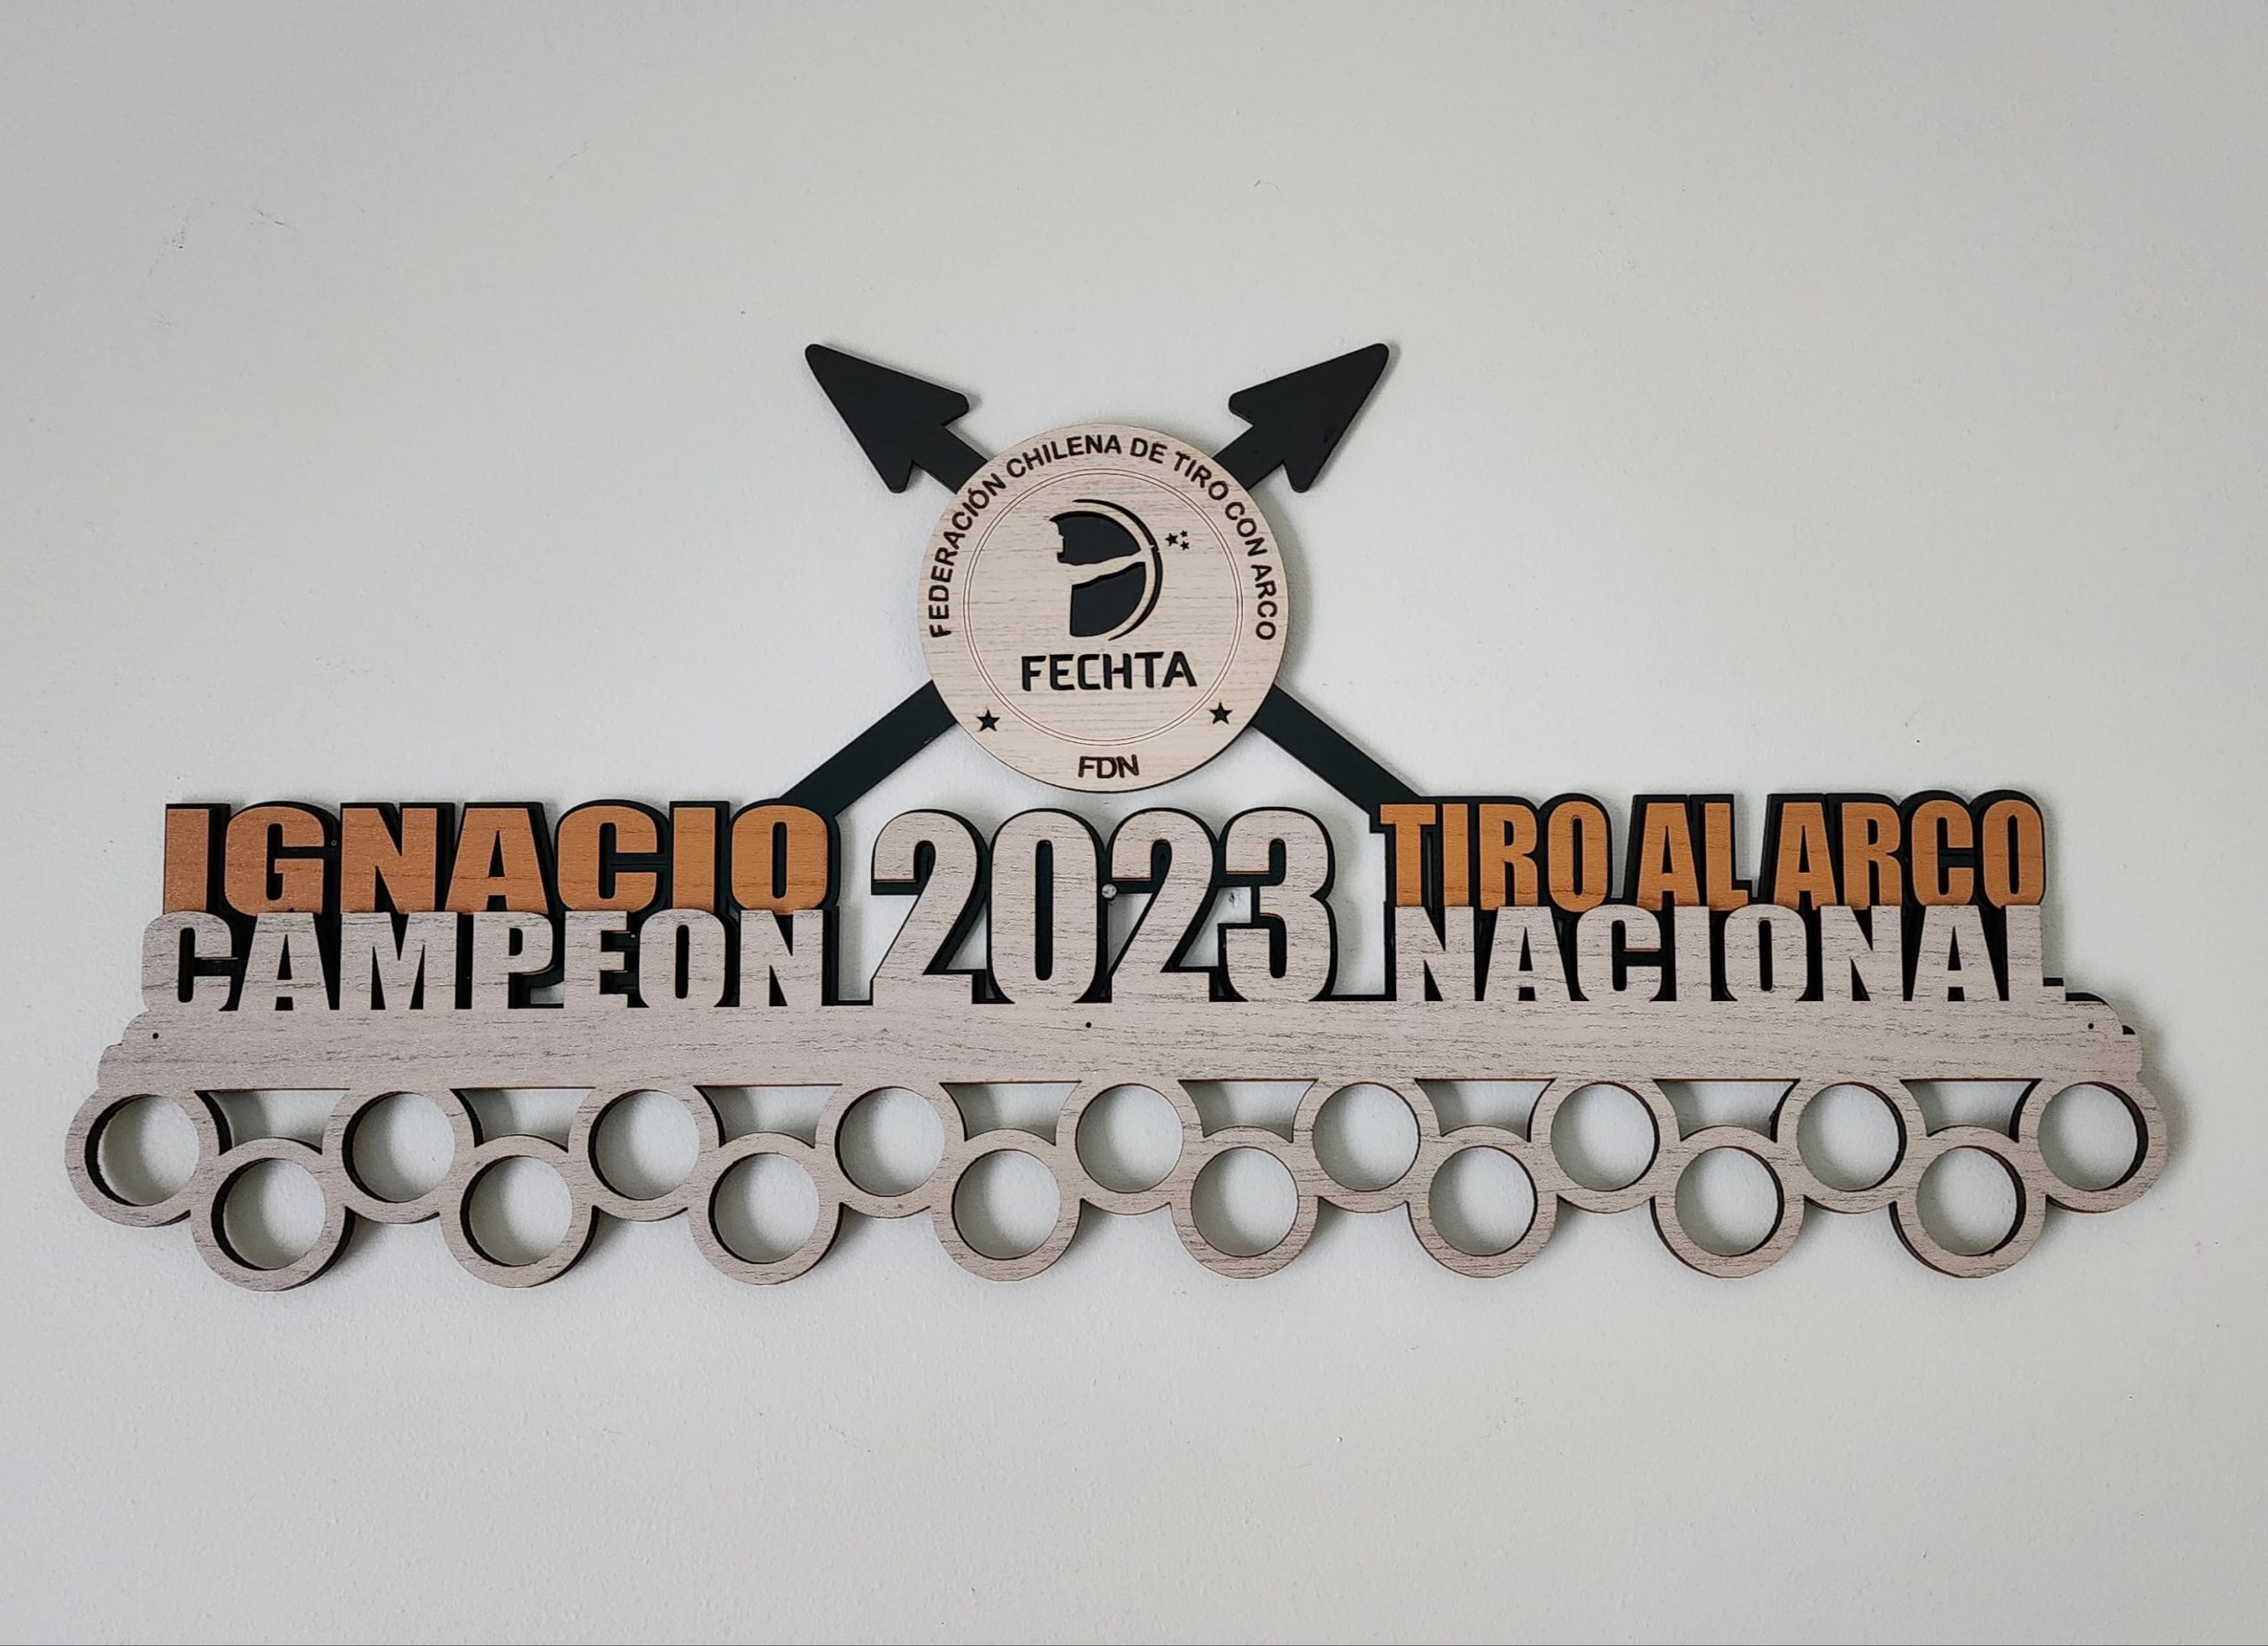 FEDERACIÓN CHILENA DE TIRO CON ARCO
FECHTA
FDN
IGNACIO
CAMPEON
2023
TIRO AL ARCO
NACIONAL